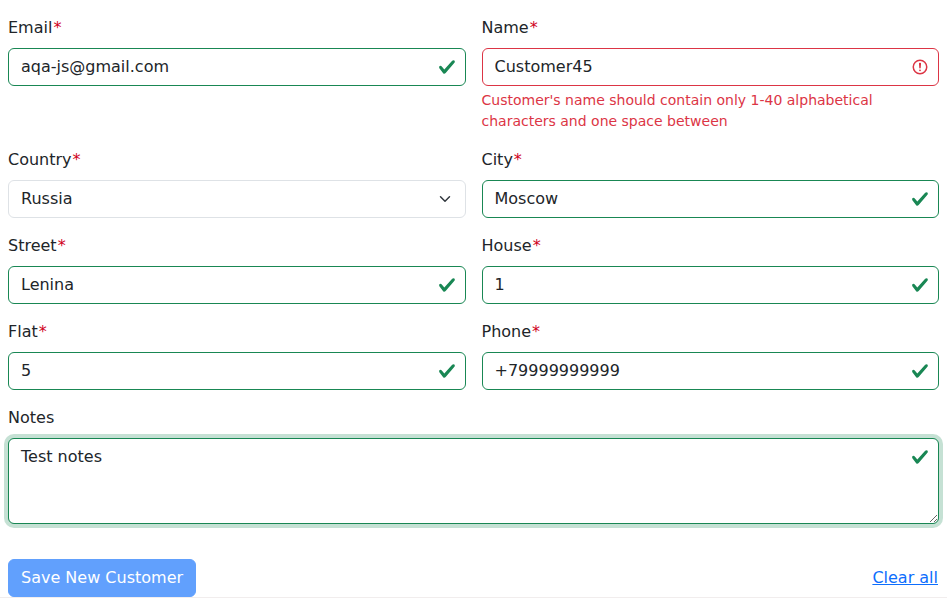 Email*
Name*
aqa-js@gmail.com
Customer45
Customer's name should contain only 1-40 alphabetical
characters and one space between
Country*
City*
Russia
Moscow
Street*
House*
Lenina
1
Flat*
Phone*
5
+79999999999
Notes
Test notes
Save New Customer
Clear all